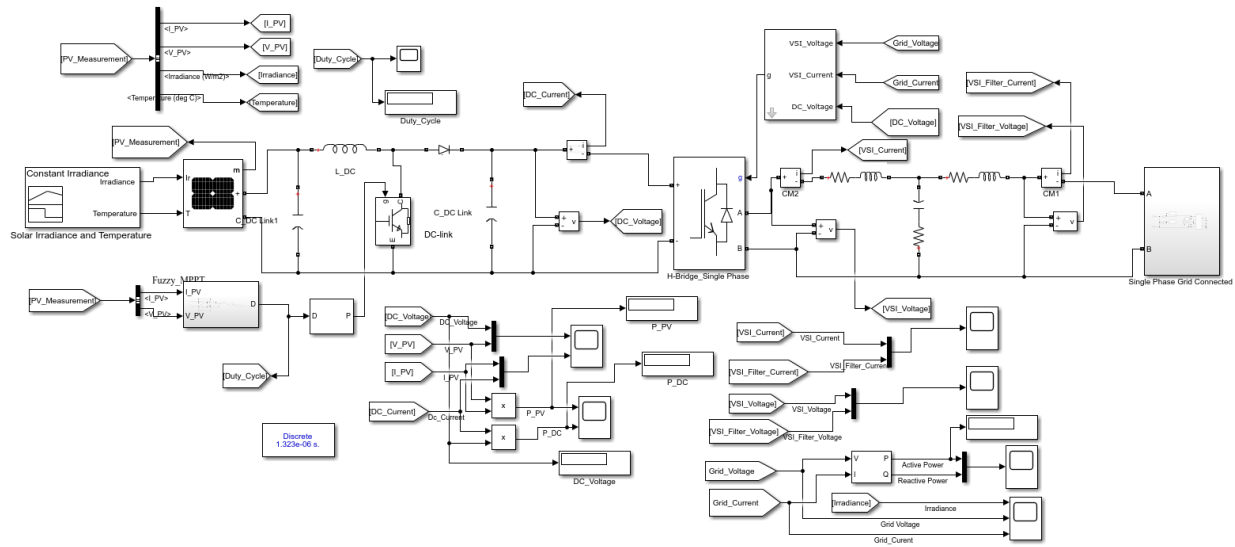 <I_PV>
[I_PV]
<V_PV>
[V_PV]
[PV_Measurement]
<Irradiance (W/m2)>
[Irradiance]
<Temperature (deg C)>
[Temperature]
[Duty_Cycle]
Duty_Cycle
[DC_Current]
VSI_Voltage
Grid_Voltage
VSI_Current
Grid_Current
DC_Voltage
[DC_Voltage]
g
[VSI_Filter_Current]
[VSI_Filter_Voltage]
[VSI_Current]
[PV_Measurement]
Constant Irradiance
Irradiance
Temperature
Solar Irradiance and Temperature
Ir
T
m
+
-
C_DC Link1
L_DC
g
C
E
DC-link
C_DC Link
+
-
i
+
-
v
[DC_Voltage]
+
-
g
A
B
H-Bridge_Single Phase
+
-
i
CM2
+
-
v
+
-
i
CM1
+
-
v
A
B
Single Phase Grid Connected
[VSI_Voltage]
Fuzzy_MPPT
[PV_Measurement]
<I_PV>
<V_PV>
I_PV
V_PV
D
D
P
[Duty_Cycle]
Discrete
1.323e-06 s.
[DC_Voltage]
DC_Voltage
[V_PV]
V_PV
[I_PV]
I_PV
[DC_Current]
Dc_Current
x
x
P_PV
P_DC
P_PV
P_DC
DC_Voltage
[VSI_Current]
VSI_Current
[VSI_Filter_Current]
VSI_Filter_Current
[VSI_Voltage]
VSI_Voltage
[VSI_Filter_Voltage]
VSI_Filter_Voltage
Grid_Voltage
Grid_Current
V
I
P
Q
Active Power
Reactive Power
[Irradiance]
Irradiance
Grid Voltage
Grid_Curent